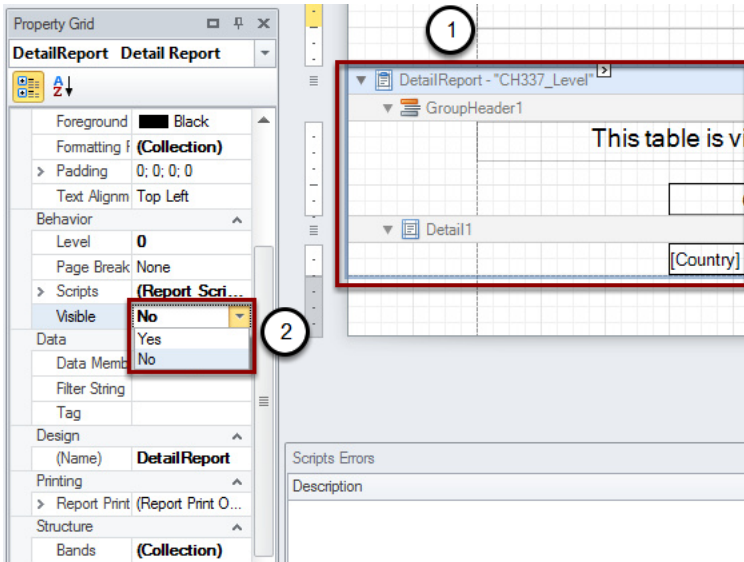 Property Grid
DetailReport Detail Report
Foreground Black
Formatting (Collection)
Padding 0; 0; 0; 0
Text Alignm Top Left
Behavior
Level 0
Page Break None
Scripts (Report Scri...
Visible No
Yes
No
Data
Data Memb
Filter String
Tag
Design
(Name) DetailReport
Printing
Report Print (Report Print O...
Structure
Bands (Collection)
1
2
DetailReport - "CH337_Level"
GroupHeader1
This table is vi
Detail1
[Country]
Scripts Errors
Description